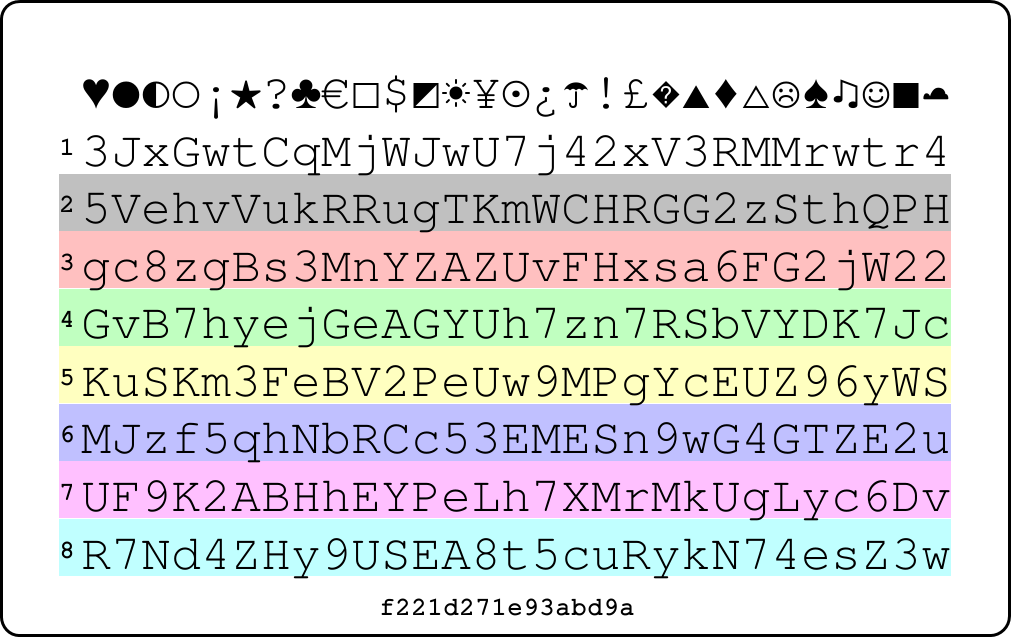 ♥●◐○¡★?♣€□$◩☀¥⊙¿☂!£�▲♦△☹♠♫☺■☁
1 3JxGwtCqMjWJwU7j42xV3RMMrwtr4
2 5VehvVukRRugTKmWCHRGG2zSthQPH
3 gc8zgBs3MnYZAZUvFHxsa6FG2jW22
4 GvB7hyejGeAGYUh7zn7RSbVYDK7Jc
5 KuSKm3FeBV2PeUw9MPgYcEUZ96yWS
6 MJzf5qhNbRCc53EMESn9wG4GTZE2u
7 UF9K2ABHhEYPeLh7XMrMkUgLyc6Dv
8 R7Nd4ZHy9USEA8t5cuRykN74esZ3w
f221d271e93abd9a